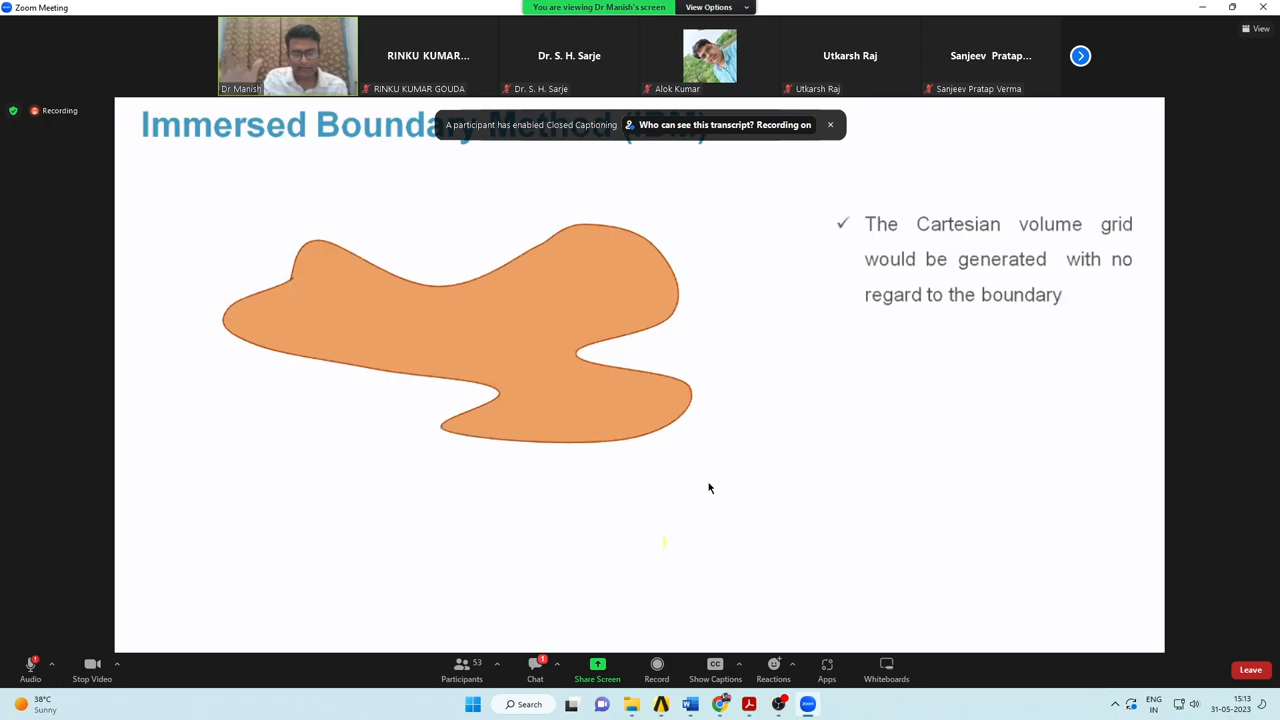 Zoom Meeting
You are viewing Dr Manish's screen
View Options
View
Dr Manish
RINKU KUMAR...
RINKU KUMAR GOUDA
Dr. S. H. Sarje
Dr. S. H. Sarje
Alok Kumar
Utkarsh Raj
Utkarsh Raj
Sanjeev Pratap...
Sanjeev Pratap Verma
Recording
Immersed Bounda
A participant has enabled Closed Captioning
Who can see this transcript? Recording on
The Cartesian volume grid
would be generated with no
regard to the boundary
Audio
Stop Video
Participants
53
Chat
1
Share Screen
Record
CC
Show Captions
Reactions
Apps
Whiteboards
Leave
38°C
Sunny
Search
zoom
ENG
IN
15:13
31-05-2023